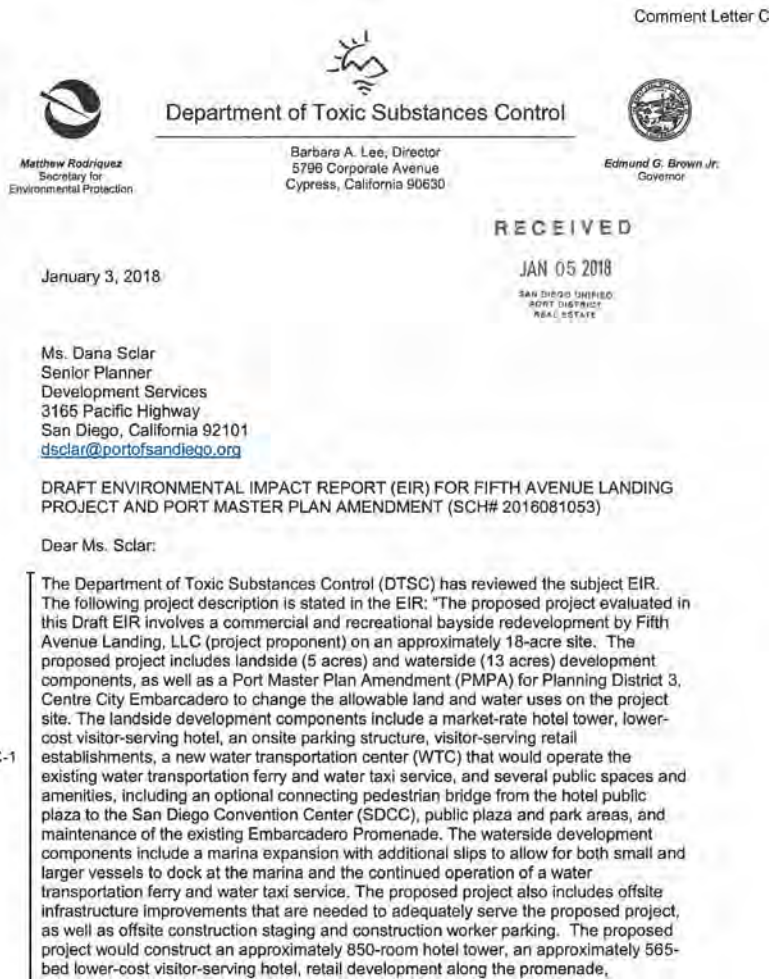 Comment Letter C
Department of Toxic Substances Control
Matthew Rodriquez
Secretary for
Environmental Protection
Barbara A. Lee, Director
5796 Corporate Avenue
Cypress, California 90630
Edmund G. Brown Jr.
Governor
RECEIVED
JAN 05 2018
SAN DIEGO UNIFIED
PORT DISTRICT
REAL ESTATE
January 3, 2018
Ms. Dana Sclar
Senior Planner
Development Services
3165 Pacific Highway
San Diego, California 92101
dsclar@portofsandiego.org
DRAFT ENVIRONMENTAL IMPACT REPORT (EIR) FOR FIFTH AVENUE LANDING
PROJECT AND PORT MASTER PLAN AMENDMENT (SCH# 2016081053)
Dear Ms. Sclar:
The Department of Toxic Substances Control (DTSC) has reviewed the subject EIR.
The following project description is stated in the EIR: "The proposed project evaluated in
this Draft EIR involves a commercial and recreational bayside redevelopment by Fifth
Avenue Landing, LLC (project proponent) on an approximately 18-acre site. The
proposed project includes landside (5 acres) and waterside (13 acres) development
components, as well as a Port Master Plan Amendment (PMPA) for Planning District 3,
Centre City Embarcadero to change the allowable land and water uses on the project
site. The landside development components include a market-rate hotel tower, lower-
cost visitor-serving hotel, an onsite parking structure, visitor-serving retail
-1 establishments, a new water transportation center (WTC) that would operate the
existing water transportation ferry and water taxi service, and several public spaces and
amenities, including an optional connecting pedestrian bridge from the hotel public
plaza to the San Diego Convention Center (SDCC), public plaza and park areas, and
maintenance of the existing Embarcadero Promenade. The waterside development
components include a marina expansion with additional slips to allow for both small and
larger vessels to dock at the marina and the continued operation of a water
transportation ferry and water taxi service. The proposed project also includes offsite
infrastructure improvements that are needed to adequately serve the proposed project,
as well as offsite construction staging and construction worker parking. The proposed
project would construct an approximately 850-room hotel tower, an approximately 565-
bed lower-cost visitor-serving hotel, retail development along the promenade,